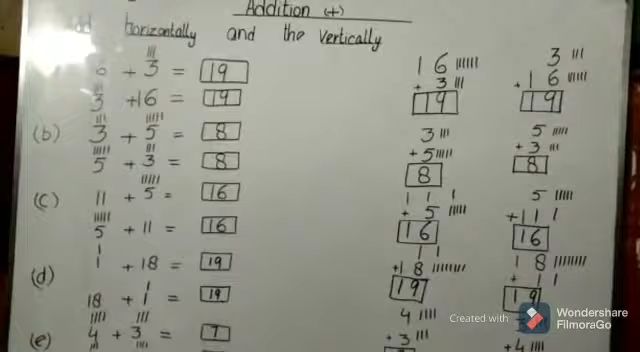 Addition (+)
horizontally and the vertically
6 + 3 = 19
3 +16 = 19
16
+ 3
19
3
+ 16
19
(b) 3 + 5 = 8
5 + 3 = 8
3
+ 5
8
5
+ 3
8
(c) 11 + 5 = 16
5 + 11 = 16
11
+ 5
16
5
+11
16
(d) 1 + 18 = 19
18 + 1 = 19
1
+18
19
18
+ 1
19
(e) 4 + 3 = 7
4
+ 3
+4
Created with Wondershare
FilmoraGo